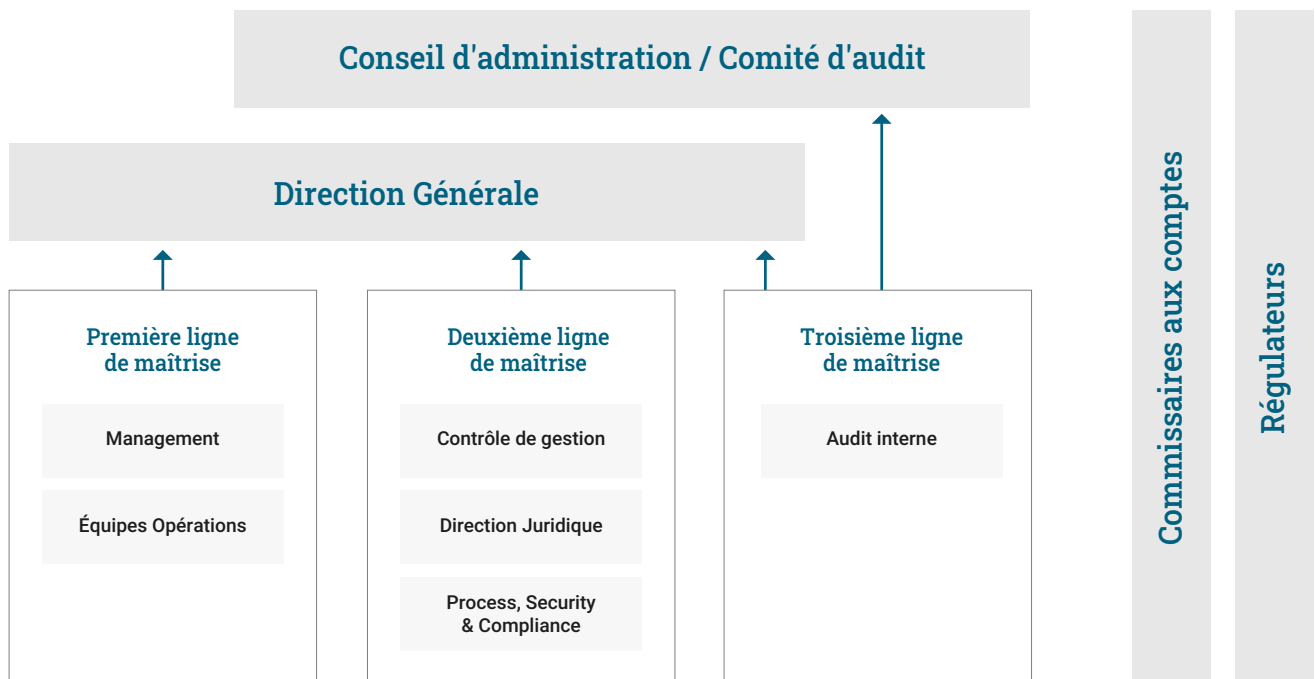 Conseil d'administration / Comité d'audit
Direction Générale
Première ligne
de maîtrise
Management
Équipes Opérations
Deuxième ligne
de maîtrise
Contrôle de gestion
Direction Juridique
Process, Security
& Compliance
Troisième ligne
de maîtrise
Audit interne
Commissaires aux comptes
Régulateurs